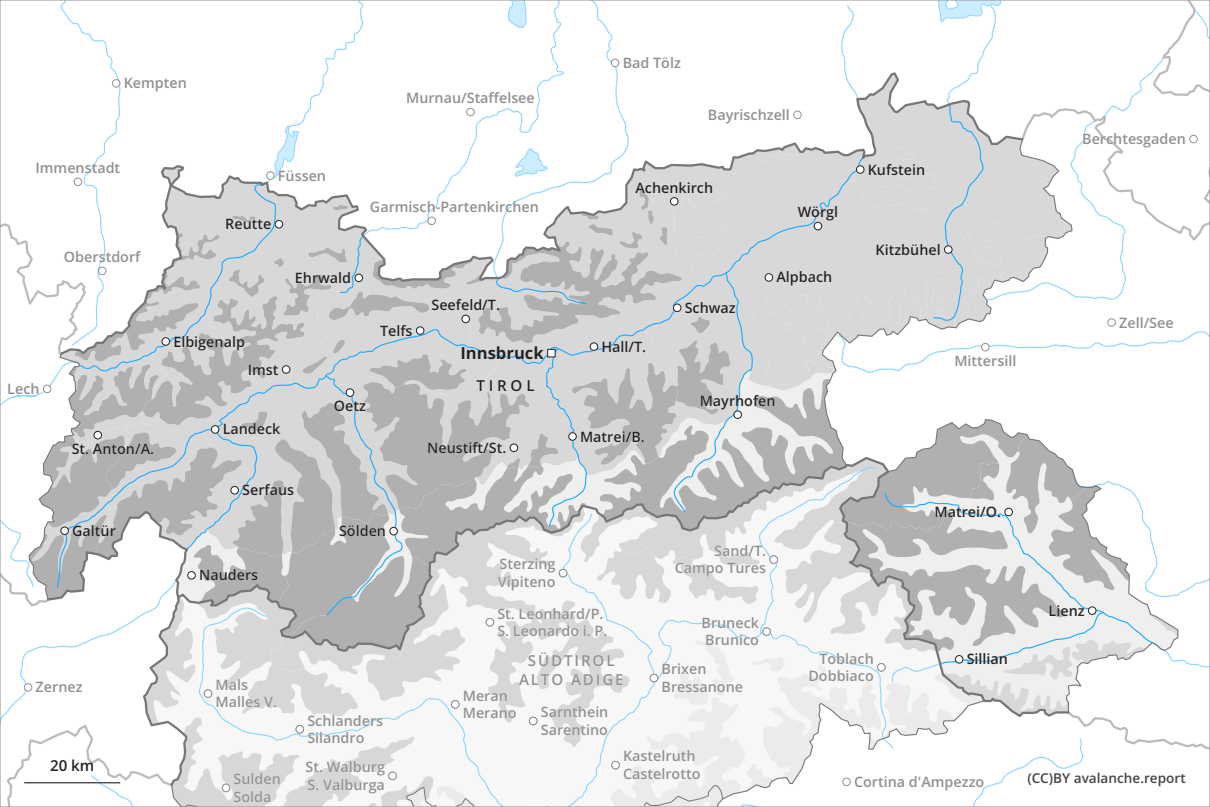 Kempten
Bad Tölz
Murnau/Staffelsee
Bayrischzell
Berchtesgaden
Immenstadt
Füssen
Kufstein
Achenkirch
Garmisch-Partenkirchen
Wörgl
Reutte
Kitzbühel
Oberstdorf
Ehrwald
Alpbach
Seefeld/T.
Schwaz
Telfs
Zell/See
Elbigenalp
Innsbruck
Hall/T.
Mittersill
Imst
TIROL
Lech
Oetz
Mayrhofen
Landeck
Matrei/B.
St. Anton/A.
Neustift/St.
Serfaus
Matrei/O.
Galtür
Sölden
Sand/T.
Campo Tures
Sterzing
Vipiteno
Nauders
St. Leonhard/P.
S. Leonardo i. P.
Lienz
Bruneck
Brunico
SÜDTIROL
ALTO ADIGE
Toblach
Dobbiaco
Sillian
Brixen
Bressanone
Zernez
Mals
Malles V.
Meran
Merano
Sarnthein
Sarentino
Schlanders
Silandro
Kastelruth
Castelrotto
St. Walburg
S. Valburga
20 km
Sulden
Solda
Cortina d'Ampezzo
(CC)BY avalanche.report